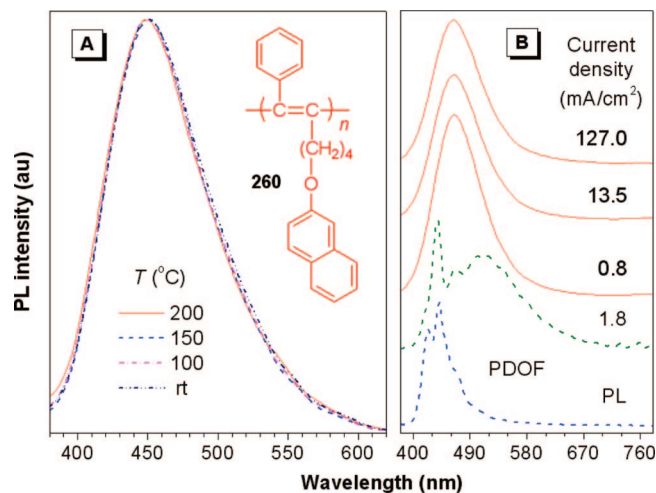 A
B
PL intensity (au)
C
C
n
(CH2)4
O
260
T (°C)
200
150
100
rt
400 450 500 550 600
Current
density
(mA/cm²)
127.0
13.5
0.8
1.8
PDOF
PL
400 490 580 670 760
Wavelength (nm)